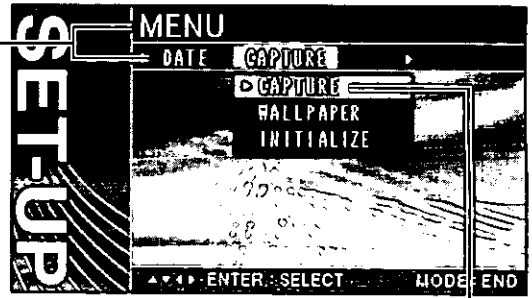 SET-UP
MENU
DATE CAPTURE
CAPTURE
WALLPAPER
INITIALIZE
▲▼◀▶ ENTER: SELECT MODE: END